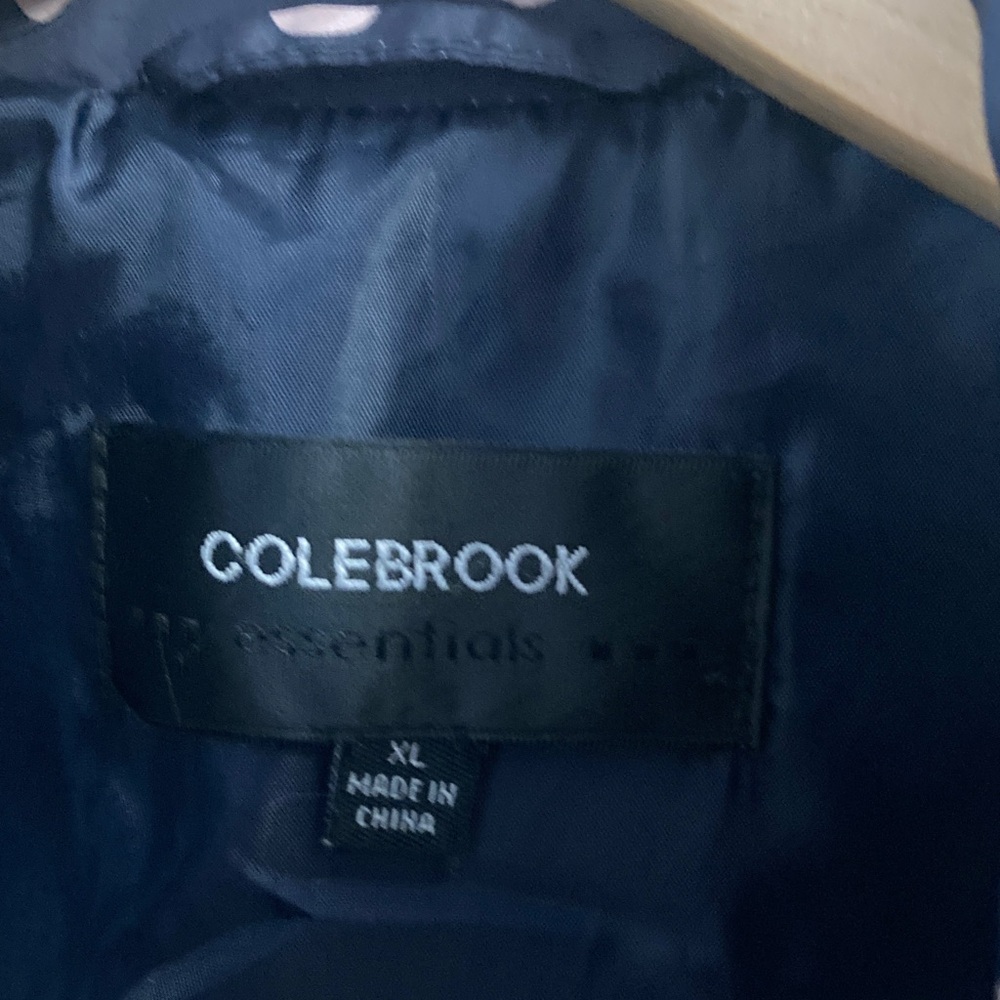 COLEBROOK
essentials
XL
MADE IN
CHINA